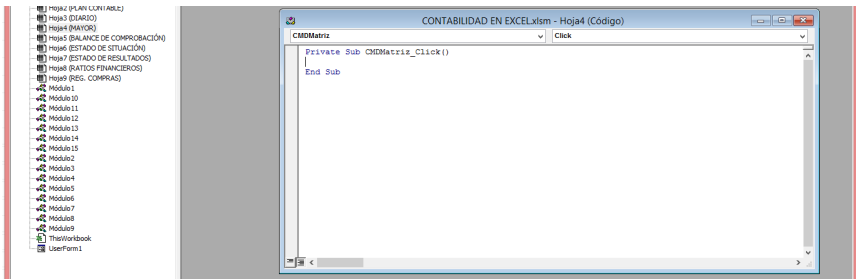 Hoja2 (PLAN CONTABLE)
Hoja3 (DIARIO)
Hoja4 (MAYOR)
Hoja5 (BALANCE DE COMPROBACIÓN)
Hoja6 (ESTADO DE SITUACIÓN)
Hoja7 (ESTADO DE RESULTADOS)
Hoja8 (RATIOS FINANCIEROS)
Hoja9 (REG. COMPRAS)
Módulo1
Módulo10
Módulo11
Módulo12
Módulo13
Módulo14
Módulo15
Módulo2
Módulo3
Módulo4
Módulo5
Módulo6
Módulo7
Módulo8
Módulo9
ThisWorkbook
UserForm1
CONTABILIDAD EN EXCEL.xlsm - Hoja4 (Código)
CMDMatriz
Click
Private Sub CMDMatriz_Click()
End Sub